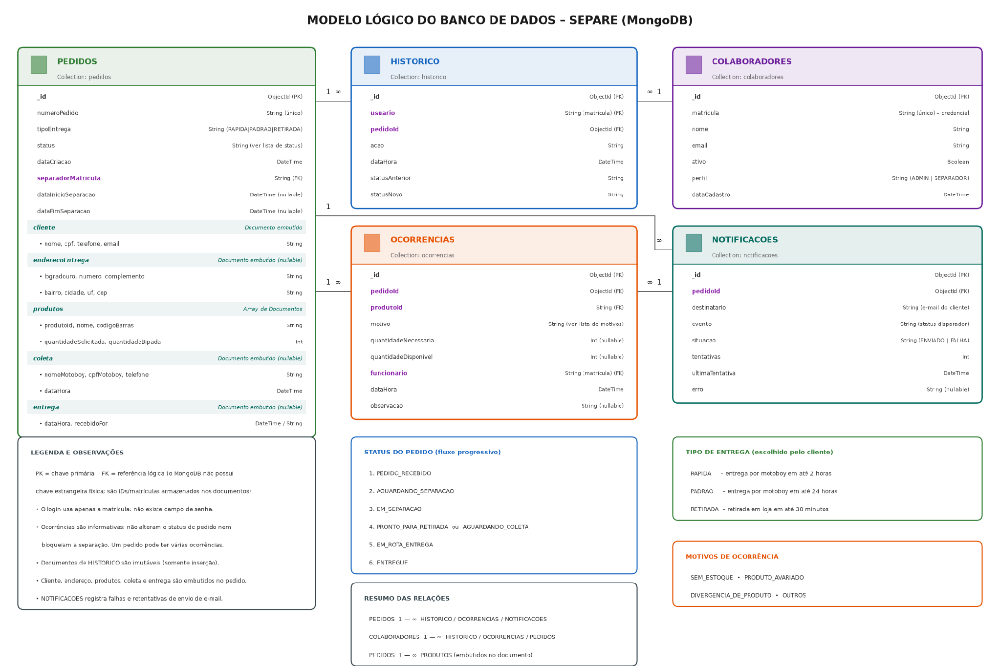 MODELO LÓGICO DO BANCO DE DADOS – SEPARE (MongoDB)
PEDIDOS
Collection: pedidos
_id ObjectId (PK)
numeroPedido String (único)
tipoEntrega String (RAPIDA|PADRAO|RETIRADA)
status String (ver lista de status)
dataCriacao DateTime
separadorMatricula String (FK)
dataInicioSeparacao DateTime (nullable)
dataFimSeparacao DateTime (nullable)
cliente Documento embutido
• nome, cpf, telefone, email String
enderecoEntrega Documento embutido (nullable)
• logradouro, numero, complemento String
• bairro, cidade, uf, cep String
produtos Array de Documentos
• produtoId, nome, codigoBarras String
• quantidadeSolicitada, quantidadeBipada Int
coleta Documento embutido (nullable)
• nomeMotoboy, cpfMotoboy, telefone String
• dataHora DateTime
entrega Documento embutido (nullable)
• dataHora, recebidoPor DateTime / String
1 ∞
1
1 ∞
HISTORICO
Collection: historico
_id ObjectId (PK)
usuario String (matrícula) (FK)
pedidoId ObjectId (FK)
acao String
dataHora DateTime
statusAnterior String
statusNovo String
∞ 1
COLABORADORES
Collection: colaboradores
_id ObjectId (PK)
matricula String (único) – credencial
nome String
email String
ativo Boolean
perfil String (ADMIN | SEPARADOR)
dataCadastro DateTime
OCORRENCIAS
Collection: ocorrencias
_id ObjectId (PK)
pedidoId ObjectId (FK)
produtoId String (FK)
motivo String (ver lista de motivos)
quantidadeNecessaria Int (nullable)
quantidadeDisponivel Int (nullable)
funcionario String (matrícula) (FK)
dataHora DateTime
observacao String (nullable)
∞
∞ 1
NOTIFICACOES
Collection: notificacoes
_id ObjectId (PK)
pedidoId ObjectId (FK)
destinatario String (e-mail do cliente)
evento String (status disparador)
situacao String (ENVIADO | FALHA)
tentativas Int
ultimaTentativa DateTime
erro String (nullable)
LEGENDA E OBSERVAÇÕES
PK = chave primária FK = referência lógica (o MongoDB não possui
chave estrangeira física; são IDs/matrículas armazenados nos documentos)
• O login usa apenas a matrícula; não existe campo de senha.
• Ocorrências são informativas: não alteram o status do pedido nem
bloqueiam a separação. Um pedido pode ter várias ocorrências.
• Documentos de HISTORICO são imutáveis (somente inserção).
• Cliente, endereço, produtos, coleta e entrega são embutidos no pedido.
• NOTIFICACOES registra falhas e retentativas de envio de e-mail.
STATUS DO PEDIDO (fluxo progressivo)
1. PEDIDO_RECEBIDO
2. AGUARDANDO_SEPARACAO
3. EM_SEPARACAO
4. PRONTO_PARA_RETIRADA ou AGUARDANDO_COLETA
5. EM_ROTA_ENTREGA
6. ENTREGUE
RESUMO DAS RELAÇÕES
PEDIDOS 1 — ∞ HISTORICO / OCORRENCIAS / NOTIFICACOES
COLABORADORES 1 — ∞ HISTORICO / OCORRENCIAS / PEDIDOS
PEDIDOS 1 — ∞ PRODUTOS (embutidos no documento)
TIPO DE ENTREGA (escolhido pelo cliente)
RAPIDA – entrega por motoboy em até 2 horas
PADRAO – entrega por motoboy em até 24 horas
RETIRADA – retirada em loja em até 30 minutos
MOTIVOS DE OCORRÊNCIA
SEM_ESTOQUE • PRODUTO_AVARIADO
DIVERGENCIA_DE_PRODUTO • OUTROS